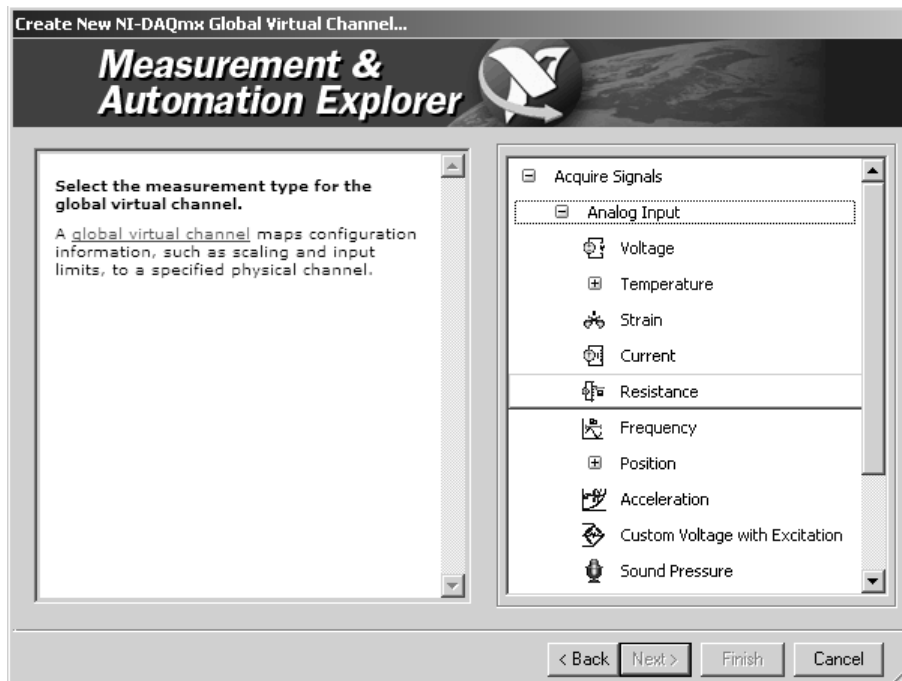 Create New NI-DAQmx Global Virtual Channel...
Measurement &
Automation Explorer
Select the measurement type for the
global virtual channel.
A global virtual channel maps configuration
information, such as scaling and input
limits, to a specified physical channel.
Acquire Signals
Analog Input
Voltage
Temperature
Strain
Current
Resistance
Frequency
Position
Acceleration
Custom Voltage with Excitation
Sound Pressure
< Back Next > Finish Cancel